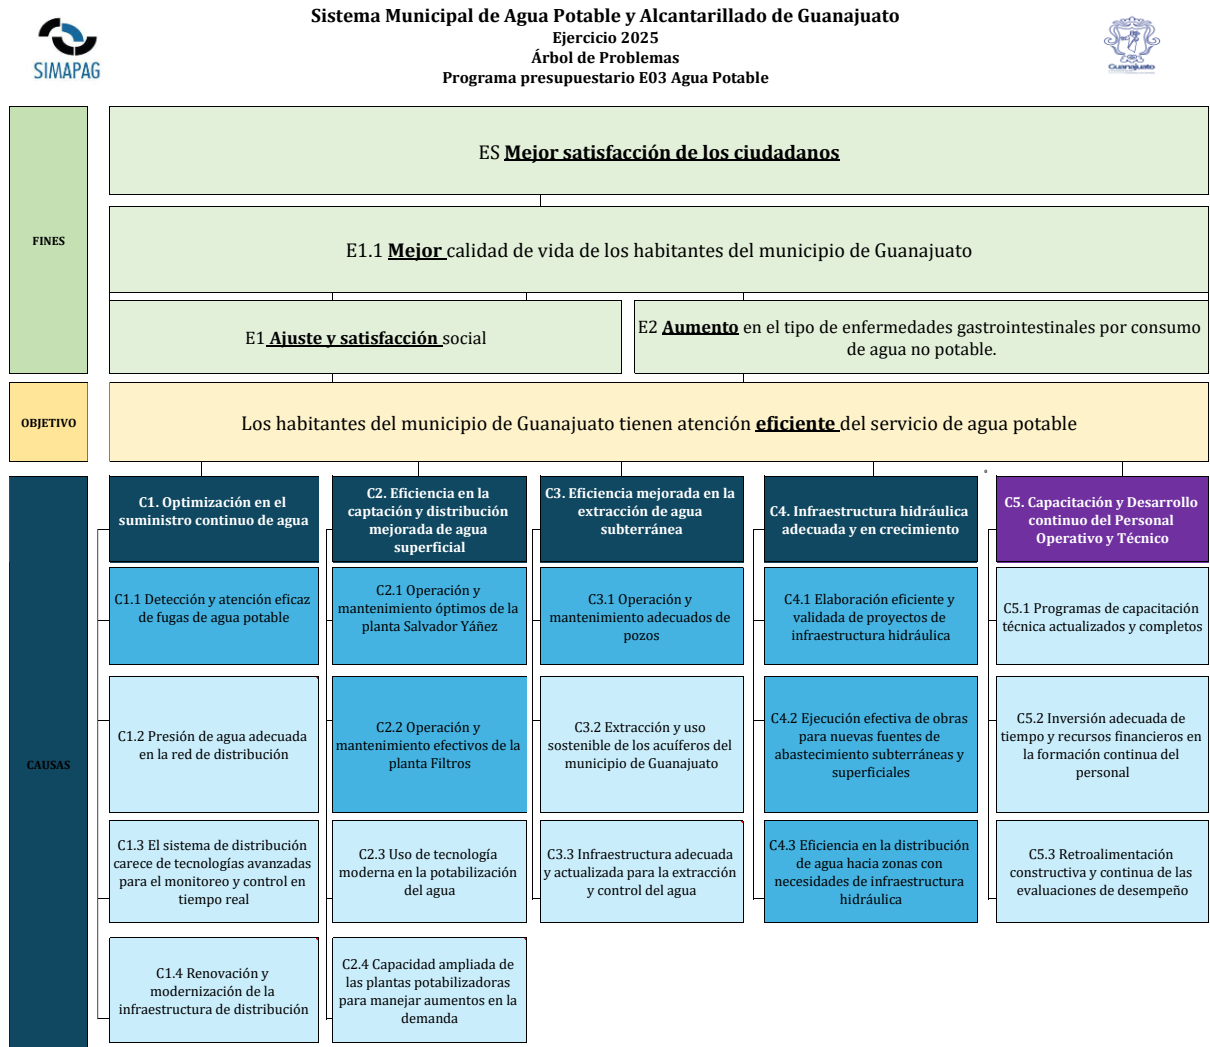 Sistema Municipal de Agua Potable y Alcantarillado de Guanajuato
Ejercicio 2025
Árbol de Problemas
Programa presupuestario E03 Agua Potable
SIMAPAG
Guanajuato
FINES
ES Mejor satisfacción de los ciudadanos
E1.1 Mejor calidad de vida de los habitantes del municipio de Guanajuato
E1 Ajuste y satisfacción social
E2 Aumento en el tipo de enfermedades gastrointestinales por consumo
de agua no potable.
OBJETIVO
Los habitantes del municipio de Guanajuato tienen atención eficiente del servicio de agua potable
CAUSAS
C1. Optimización en el
suministro continuo de agua
C2. Eficiencia en la
captación y distribución
mejorada de agua
superficial
C3. Eficiencia mejorada en la
extracción de agua
subterránea
C4. Infraestructura hidráulica
adecuada y en crecimiento
C5. Capacitación y Desarrollo
continuo del Personal
Operativo y Técnico
C1.1 Detección y atención eficaz
de fugas de agua potable
C2.1 Operación y
mantenimiento óptimos de la
planta Salvador Yáñez
C3.1 Operación y
mantenimiento adecuados de
pozos
C4.1 Elaboración eficiente y
validada de proyectos de
infraestructura hidráulica
C5.1 Programas de capacitación
técnica actualizados y completos
C1.2 Presión de agua adecuada
en la red de distribución
C2.2 Operación y
mantenimiento efectivos de la
planta Filtros
C3.2 Extracción y uso
sostenible de los acuíferos del
municipio de Guanajuato
C4.2 Ejecución efectiva de obras
para nuevas fuentes de
abastecimiento subterráneas y
superficiales
C5.2 Inversión adecuada de
tiempo y recursos financieros en
la formación continua del
personal
C1.3 El sistema de distribución
carece de tecnologías avanzadas
para el monitoreo y control en
tiempo real
C2.3 Uso de tecnología
moderna en la potabilización
del agua
C3.3 Infraestructura adecuada
y actualizada para la extracción
y control del agua
C4.3 Eficiencia en la distribución
de agua hacia zonas con
necesidades de infraestructura
hidráulica
C5.3 Retroalimentación
constructiva y continua de las
evaluaciones de desempeño
C1.4 Renovación y
modernización de la
infraestructura de distribución
C2.4 Capacidad ampliada de
las plantas potabilizadoras
para manejar aumentos en la
demanda